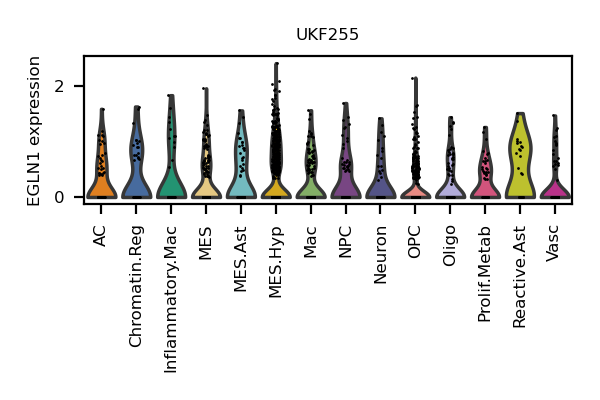 UKF255
EGLN1 expression
2
0
AC
Chromatin.Reg
Inflammatory.Mac
MES
MES.Ast
MES.Hyp
Mac
NPC
Neuron
OPC
Oligo
Prolif.Metab
Reactive.Ast
Vasc